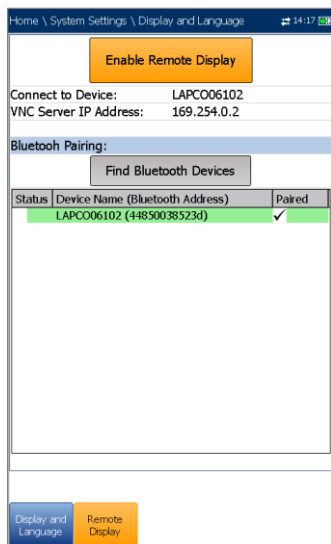 Home \ System Settings \ Display and Language 14:17
Enable Remote Display
Connect to Device: LAPCO06102
VNC Server IP Address: 169.254.0.2
Bluetooh Pairing:
Find Bluetooth Devices
Status Device Name (Bluetooth Address) Paired
LAPCO06102 (44850038523d)
Display and Language
Remote Display